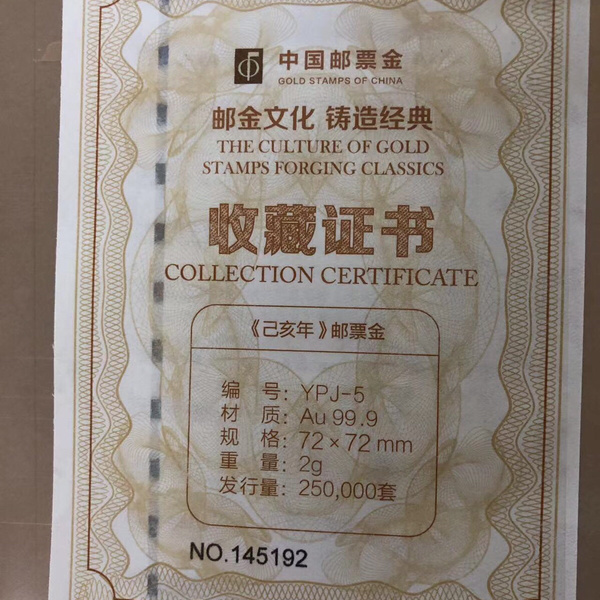 中国邮票金
GOLD STAMPS OF CHINA
邮金文化 铸造经典
THE CULTURE OF GOLD
STAMPS FORGING CLASSICS
收藏证书
COLLECTION CERTIFICATE
《己亥年》邮票金
编 号: YPJ-5
材 质: Au 99.9
规 格: 72×72 mm
重 量: 2g
发行量: 250,000套
NO.145192